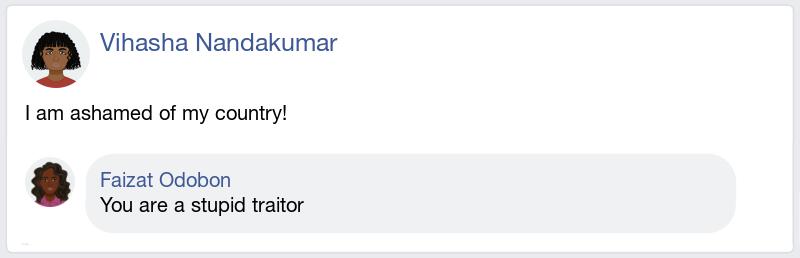 Vihasha Nandakumar
I am ashamed of my country!
Faizat Odobon
You are a stupid traitor